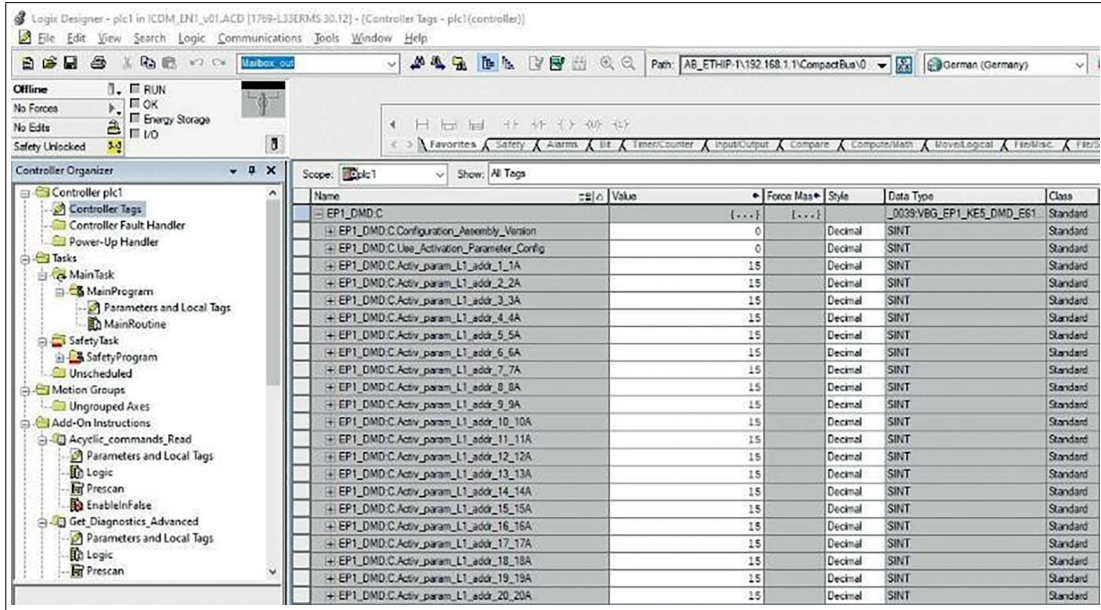 Logix Designer - plc1 in ICDM_EN1_v01.ACD [1769-L33ERMS 30.12] - [Controller Tags - plc1(controller)]
File Edit View Search Logic Communications Tools Window Help
Mailbox_out Path: AB_ETHIP-1\192.168.1.1\CompactBus\0 German (Germany)
Offline RUN
No Forces OK
No Edits Energy Storage
Safety Unlocked I/O
Favorites Safety Alarms Bit Timer/Counter Input/Output Compare Compute/Math Move/Logical File/Misc. File/S
Controller Organizer
Controller plc1
Controller Tags
Controller Fault Handler
Power-Up Handler
Tasks
MainTask
MainProgram
Parameters and Local Tags
MainRoutine
SafetyTask
SafetyProgram
Unscheduled
Motion Groups
Ungrouped Axes
Add-On Instructions
Acyclic_commands_Read
Parameters and Local Tags
Logic
Prescan
EnableInFalse
Get_Diagnostics_Advanced
Parameters and Local Tags
Logic
Prescan
Scope: plc1 Show: All Tags
Name Value Force Mas Style Data Type Class
EP1_DMD:C {...} {...} _0039:VBG_EP1_KE5_DMD_E61... Standard
EP1_DMD:C.Configuration_Assembly_Version 0 Decimal SINT Standard
EP1_DMD:C.Use_Activation_Parameter_Config 0 Decimal SINT Standard
EP1_DMD:C.Activ_param_L1_addr_1_1A 15 Decimal SINT Standard
EP1_DMD:C.Activ_param_L1_addr_2_2A 15 Decimal SINT Standard
EP1_DMD:C.Activ_param_L1_addr_3_3A 15 Decimal SINT Standard
EP1_DMD:C.Activ_param_L1_addr_4_4A 15 Decimal SINT Standard
EP1_DMD:C.Activ_param_L1_addr_5_5A 15 Decimal SINT Standard
EP1_DMD:C.Activ_param_L1_addr_6_6A 15 Decimal SINT Standard
EP1_DMD:C.Activ_param_L1_addr_7_7A 15 Decimal SINT Standard
EP1_DMD:C.Activ_param_L1_addr_8_8A 15 Decimal SINT Standard
EP1_DMD:C.Activ_param_L1_addr_9_9A 15 Decimal SINT Standard
EP1_DMD:C.Activ_param_L1_addr_10_10A 15 Decimal SINT Standard
EP1_DMD:C.Activ_param_L1_addr_11_11A 15 Decimal SINT Standard
EP1_DMD:C.Activ_param_L1_addr_12_12A 15 Decimal SINT Standard
EP1_DMD:C.Activ_param_L1_addr_13_13A 15 Decimal SINT Standard
EP1_DMD:C.Activ_param_L1_addr_14_14A 15 Decimal SINT Standard
EP1_DMD:C.Activ_param_L1_addr_15_15A 15 Decimal SINT Standard
EP1_DMD:C.Activ_param_L1_addr_16_16A 15 Decimal SINT Standard
EP1_DMD:C.Activ_param_L1_addr_17_17A 15 Decimal SINT Standard
EP1_DMD:C.Activ_param_L1_addr_18_18A 15 Decimal SINT Standard
EP1_DMD:C.Activ_param_L1_addr_19_19A 15 Decimal SINT Standard
EP1_DMD:C.Activ_param_L1_addr_20_20A 15 Decimal SINT Standard